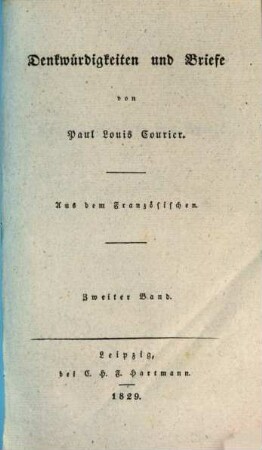 Denkwürdigkeiten und Briefe
von
Paul Louis Courier.
Aus dem Französischen.
Zweiter Band.
Leipzig,
bei C. H. F. Hartmann.
1829.